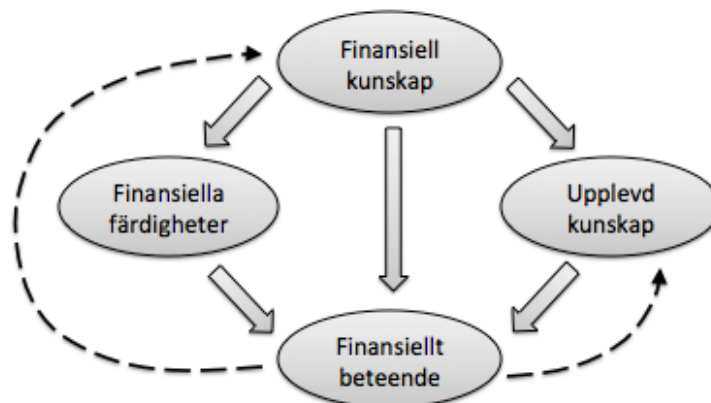 Finansiell
kunskap
Finansiella
färdigheter
Upplevd
kunskap
Finansiellt
beteende